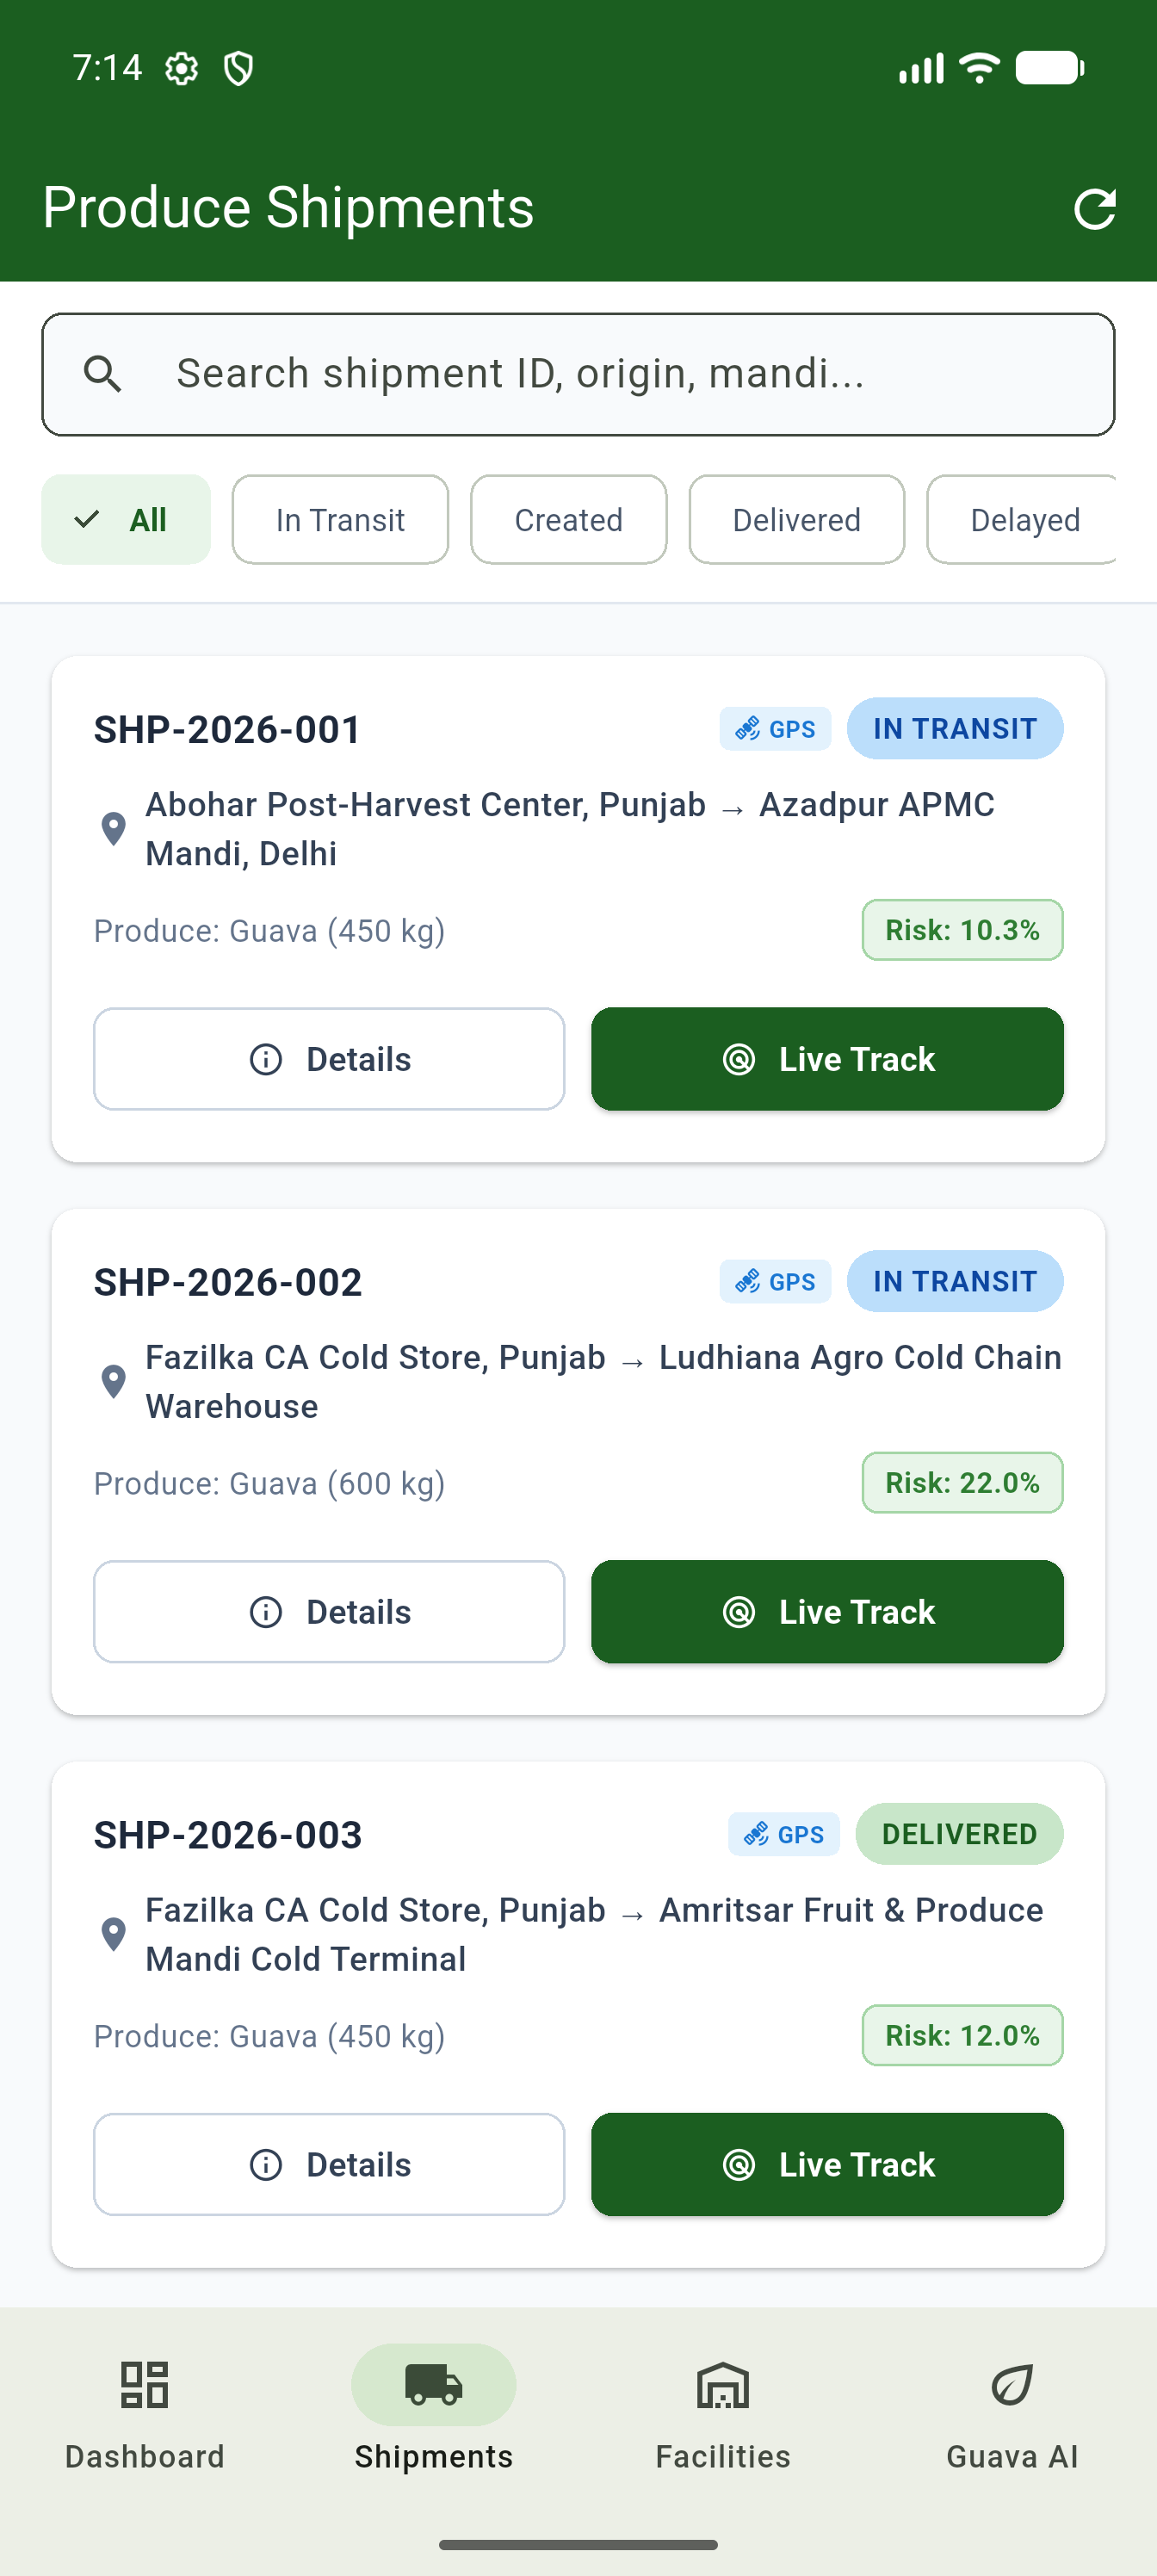 7:14
Produce Shipments
Search shipment ID, origin, mandi...
All
In Transit
Created
Delivered
Delayed
SHP-2026-001
GPS
IN TRANSIT
Abohar Post-Harvest Center, Punjab → Azadpur APMC
Mandi, Delhi
Produce: Guava (450 kg)
Risk: 10.3%
Details
Live Track
SHP-2026-002
GPS
IN TRANSIT
Fazilka CA Cold Store, Punjab → Ludhiana Agro Cold Chain
Warehouse
Produce: Guava (600 kg)
Risk: 22.0%
Details
Live Track
SHP-2026-003
GPS
DELIVERED
Fazilka CA Cold Store, Punjab → Amritsar Fruit & Produce
Mandi Cold Terminal
Produce: Guava (450 kg)
Risk: 12.0%
Details
Live Track
Dashboard
Shipments
Facilities
Guava AI